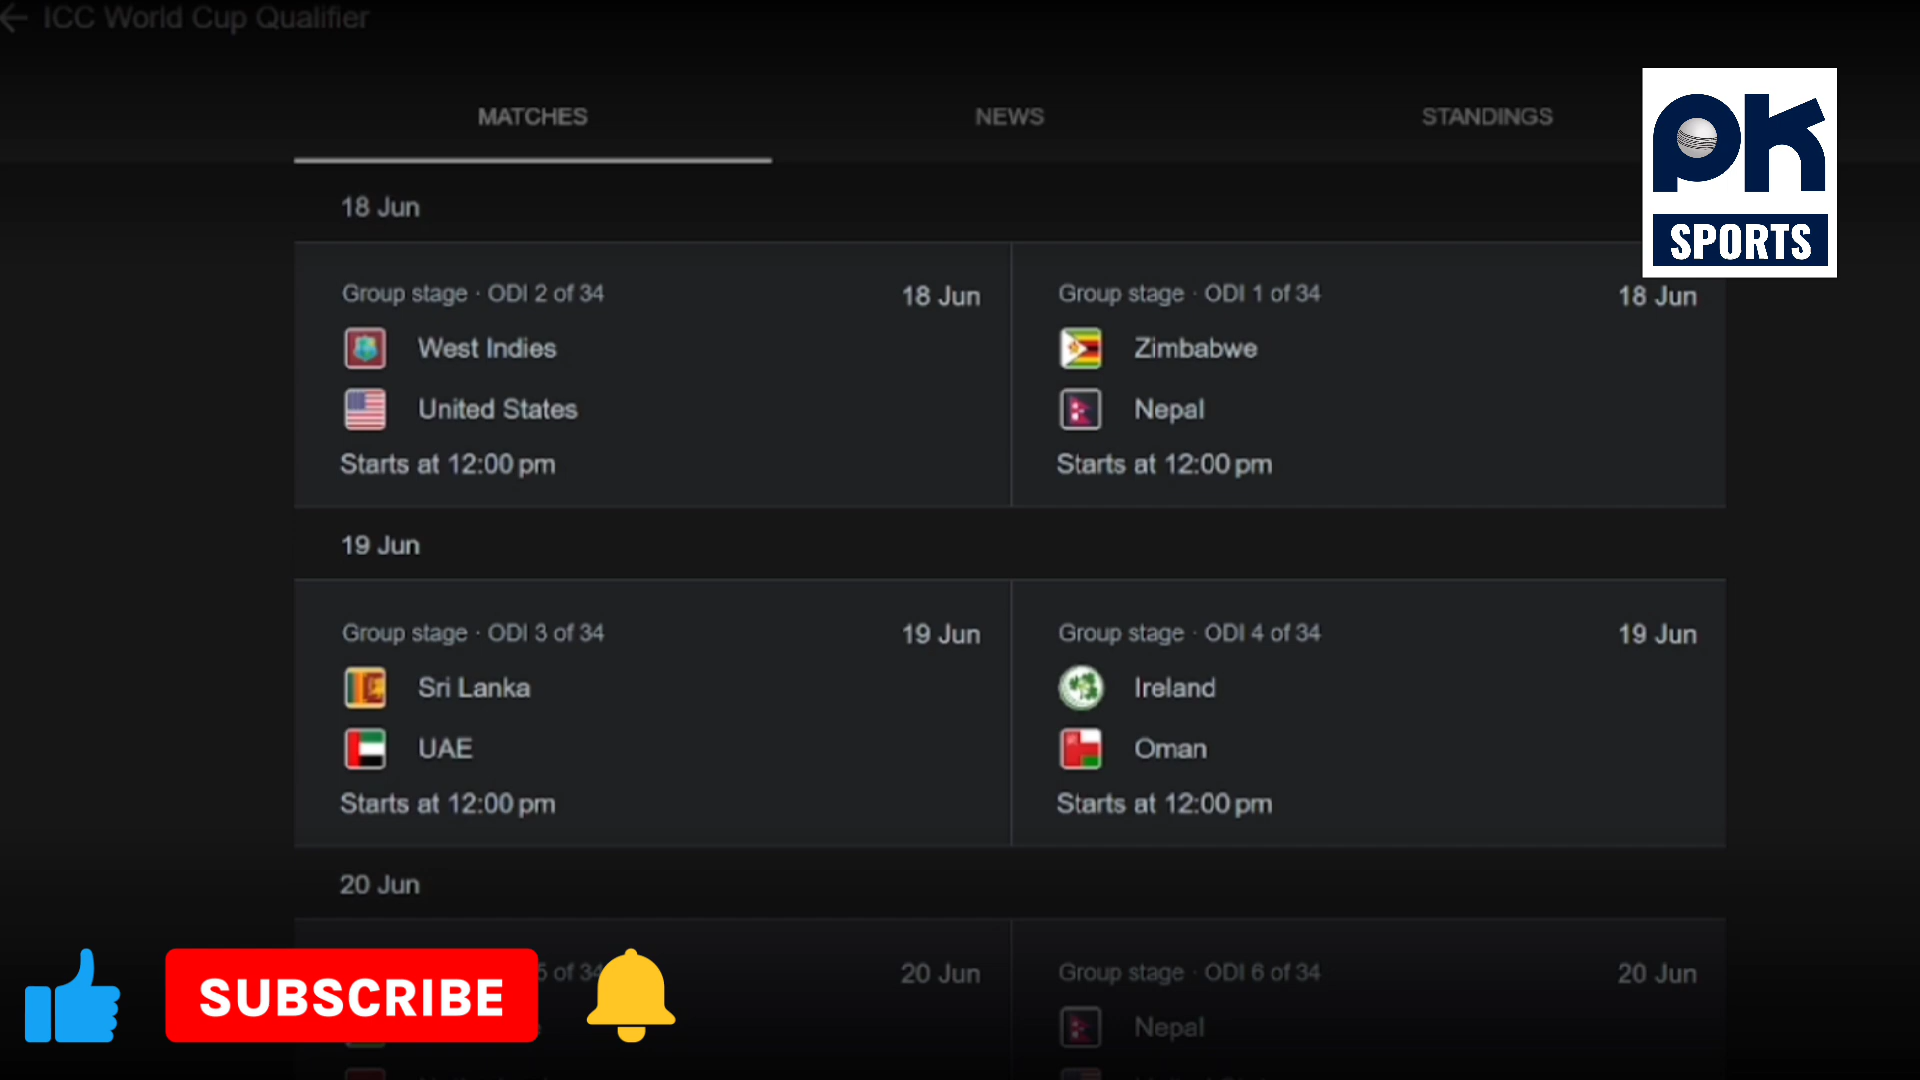 ICC World Cup Qualifier
MATCHES
NEWS
STANDINGS
pk
SPORTS
18 Jun
Group stage · ODI 2 of 34
18 Jun
West Indies
United States
Starts at 12:00 pm
Group stage · ODI 1 of 34
18 Jun
Zimbabwe
Nepal
Starts at 12:00 pm
19 Jun
Group stage · ODI 3 of 34
19 Jun
Sri Lanka
UAE
Starts at 12:00 pm
Group stage · ODI 4 of 34
19 Jun
Ireland
Oman
Starts at 12:00 pm
20 Jun
5 of 34
20 Jun
Group stage · ODI 6 of 34
20 Jun
Nepal
SUBSCRIBE